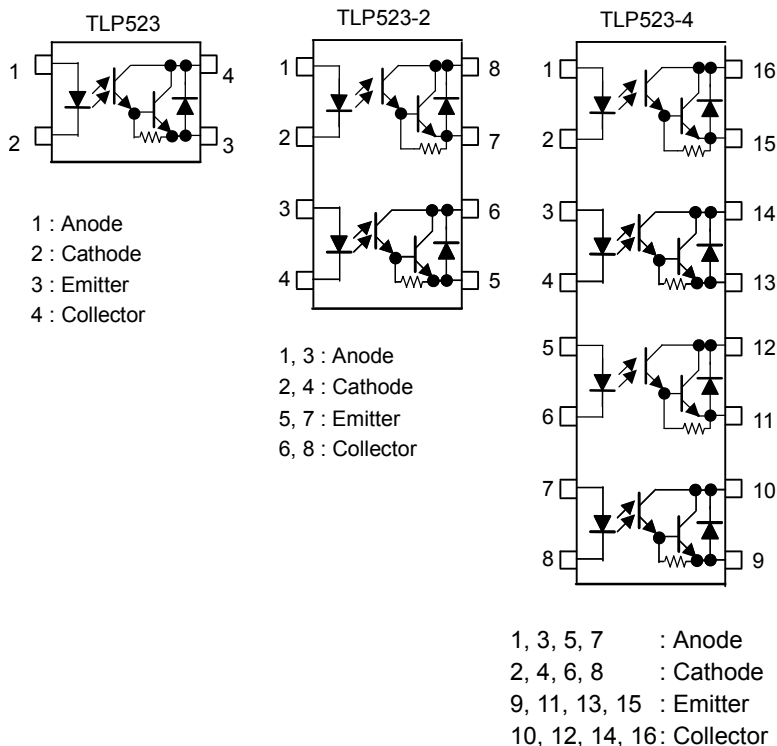 TLP523
1
2
4
3
1 : Anode
2 : Cathode
3 : Emitter
4 : Collector
TLP523-2
1
2
3
4
8
7
6
5
1, 3 : Anode
2, 4 : Cathode
5, 7 : Emitter
6, 8 : Collector
TLP523-4
1
2
3
4
5
6
7
8
16
15
14
13
12
11
10
9
1, 3, 5, 7 : Anode
2, 4, 6, 8 : Cathode
9, 11, 13, 15 : Emitter
10, 12, 14, 16 : Collector